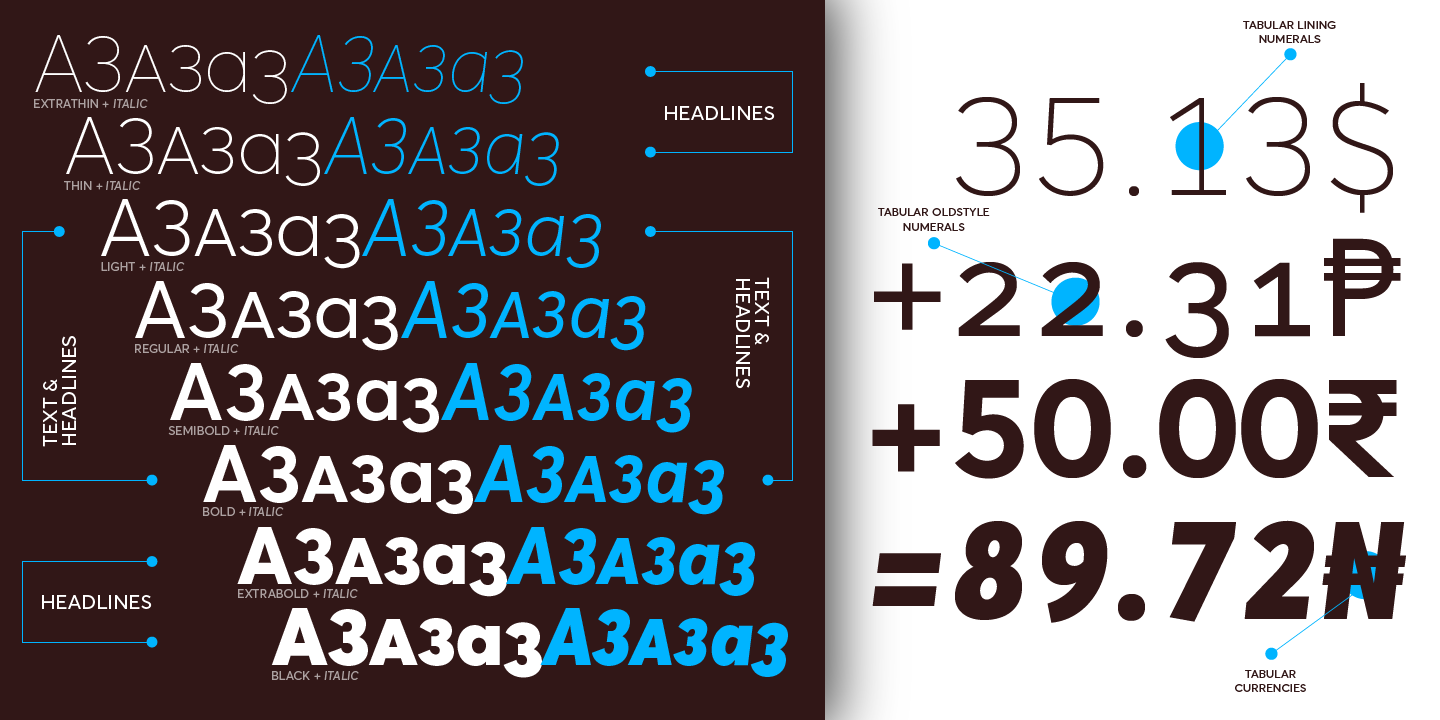 A3A3a3A3A3a3
EXTRATHIN + ITALIC
A3A3a3A3A3a3
THIN + ITALIC
A3A3a3A3A3a3
LIGHT + ITALIC
A3A3a3A3A3a3
REGULAR + ITALIC
A3A3a3A3A3a3
SEMIBOLD + ITALIC
A3A3a3A3A3a3
BOLD + ITALIC
A3A3a3A3A3a3
EXTRABOLD + ITALIC
A3A3a3A3A3a3
BLACK + ITALIC
HEADLINES
TEXT &
HEADLINES
TEXT &
HEADLINES
HEADLINES
TABULAR LINING
NUMERALS
35.13$
TABULAR OLDSTYLE
NUMERALS
+22.31₱
+50.00₹
=89.72₦
TABULAR
CURRENCIES